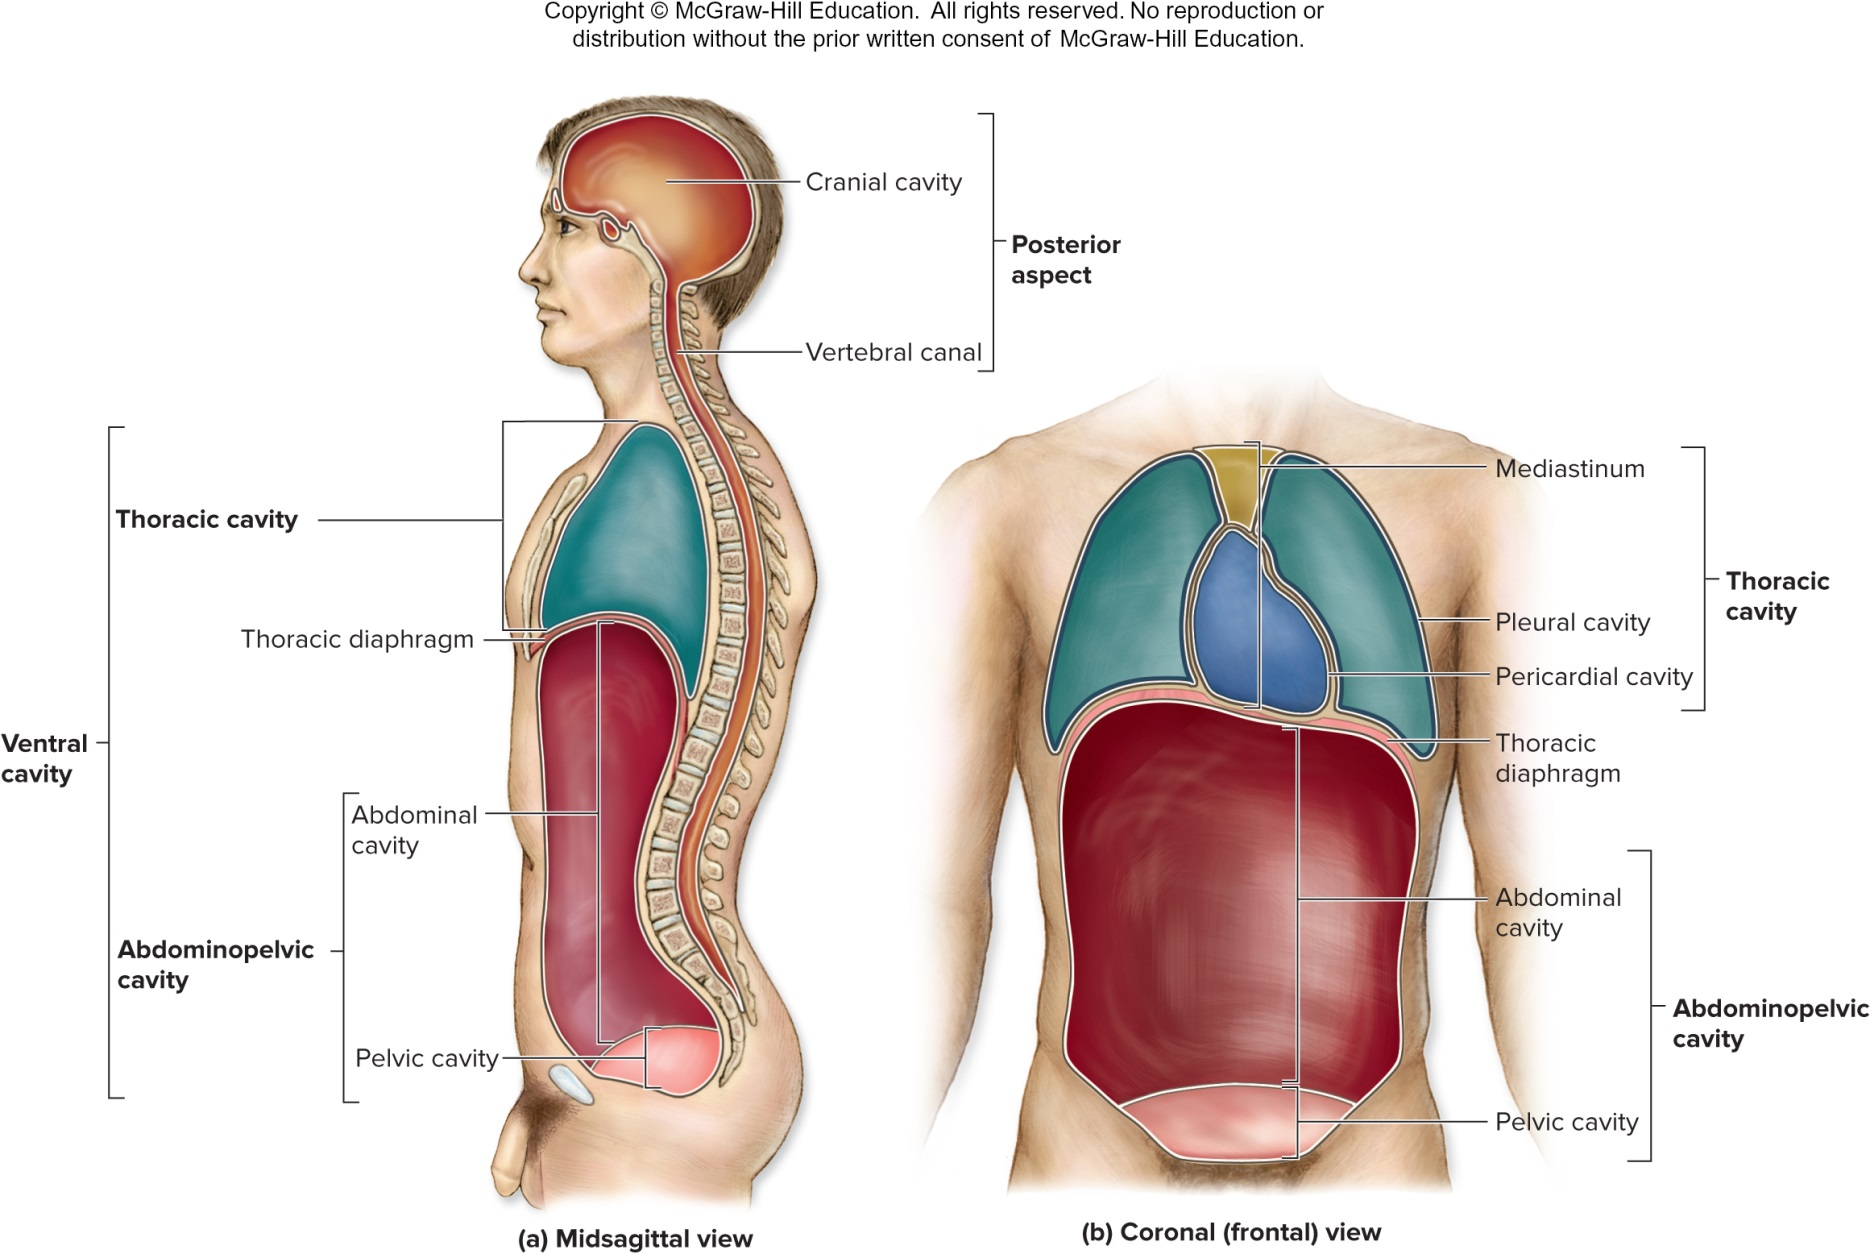 Copyright © McGraw-Hill Education. All rights reserved. No reproduction or
distribution without the prior written consent of McGraw-Hill Education.
Cranial cavity
Posterior
aspect
Vertebral canal
Thoracic cavity
Thoracic diaphragm
Ventral
cavity
Abdominal
cavity
Abdominopelvic
cavity
Pelvic cavity
(a) Midsagittal view
Mediastinum
Thoracic
cavity
Pleural cavity
Pericardial cavity
Thoracic
diaphragm
Abdominal
cavity
Abdominopelvic
cavity
Pelvic cavity
(b) Coronal (frontal) view